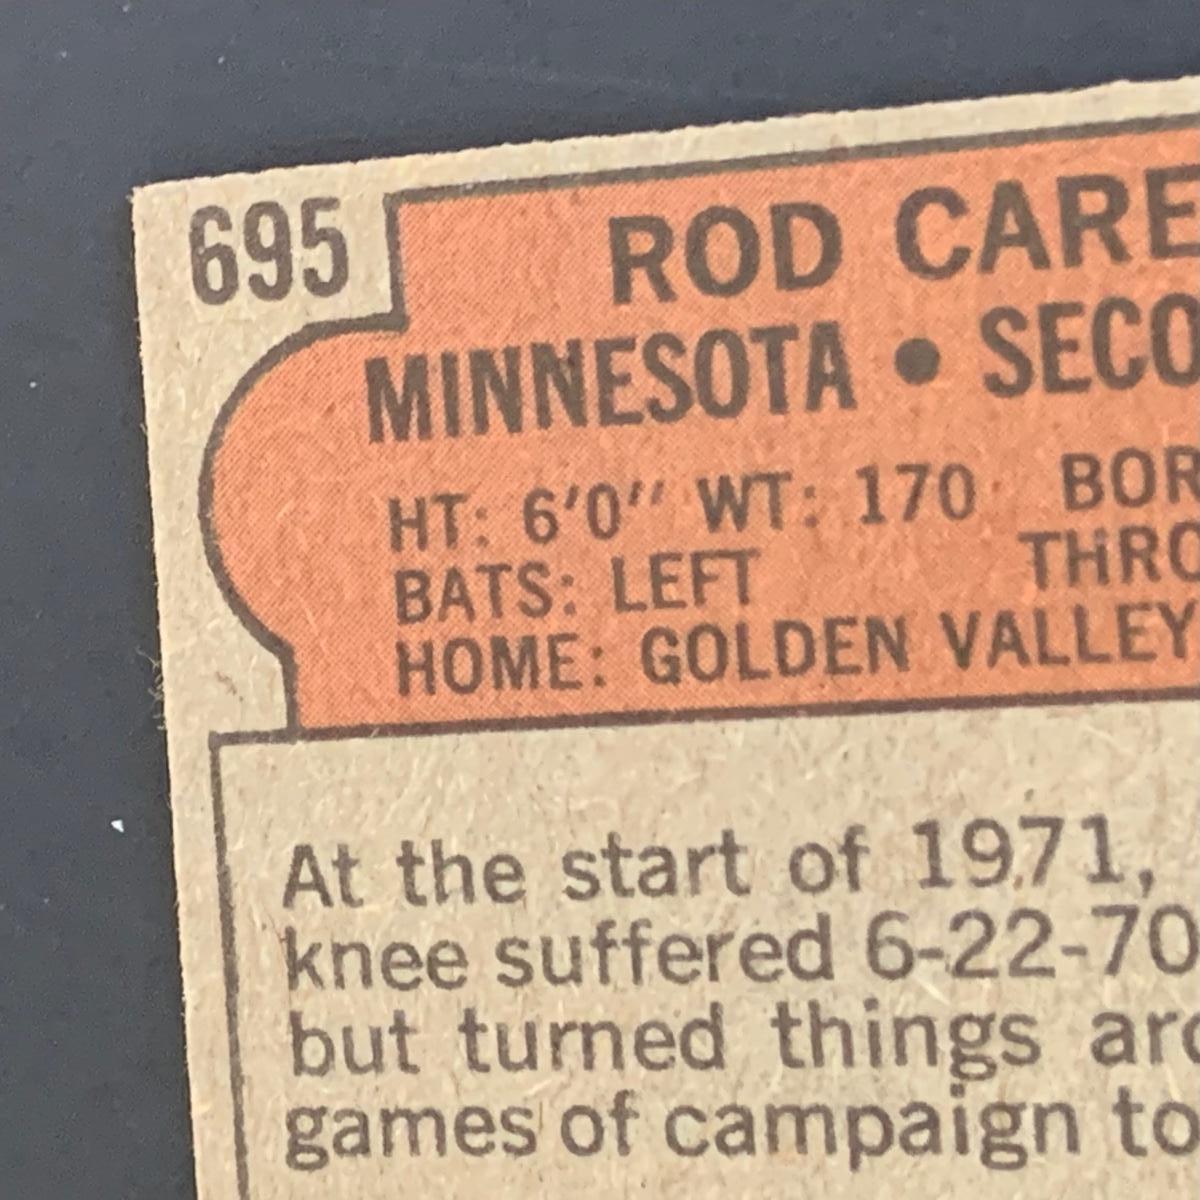 695
ROD CARE
MINNESOTA • SECO
HT: 6'0" WT: 170 BOR
BATS: LEFT THRO
HOME: GOLDEN VALLEY
At the start of 1971,
knee suffered 6-22-70
but turned things aro
games of campaign to